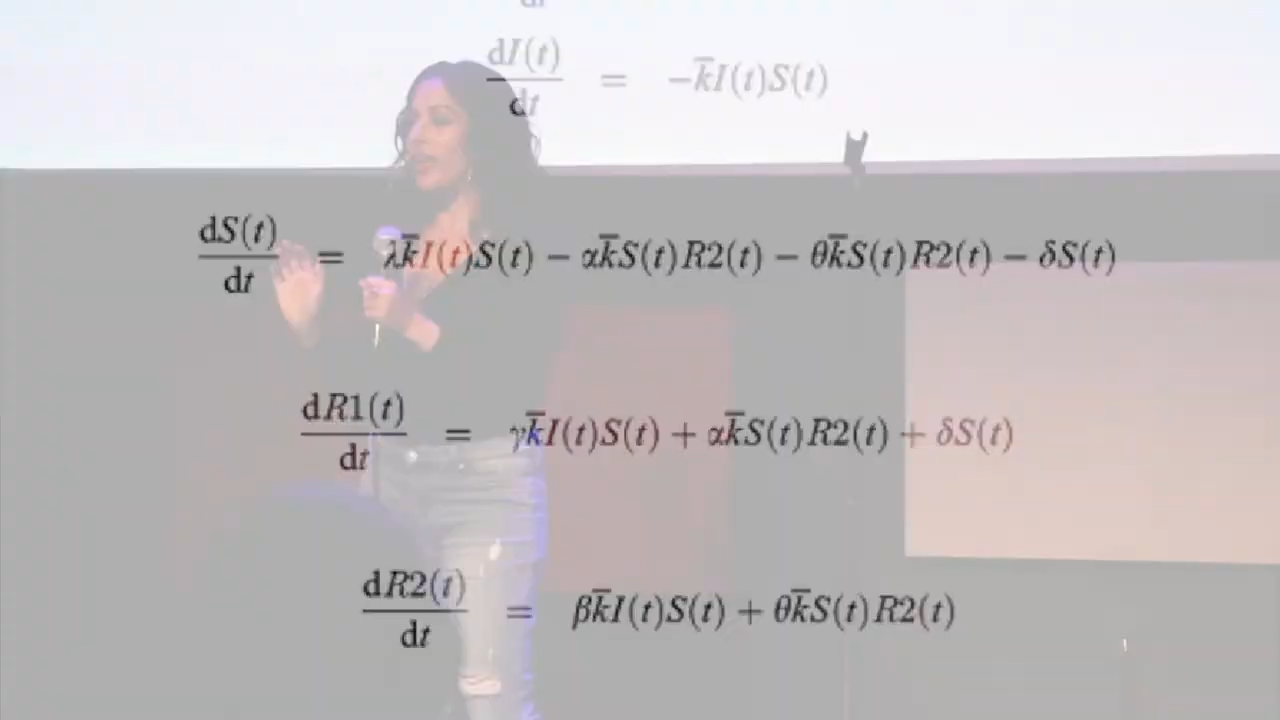 dt
dI(t)/dt = −k̅I(t)S(t)
dS(t)/dt = λk̅I(t)S(t) − αk̅S(t)R2(t) − θk̅S(t)R2(t) − δS(t)
dR1(t)/dt = γk̅I(t)S(t) + αk̅S(t)R2(t) + δS(t)
dR2(t)/dt = βk̅I(t)S(t) + θk̅S(t)R2(t)